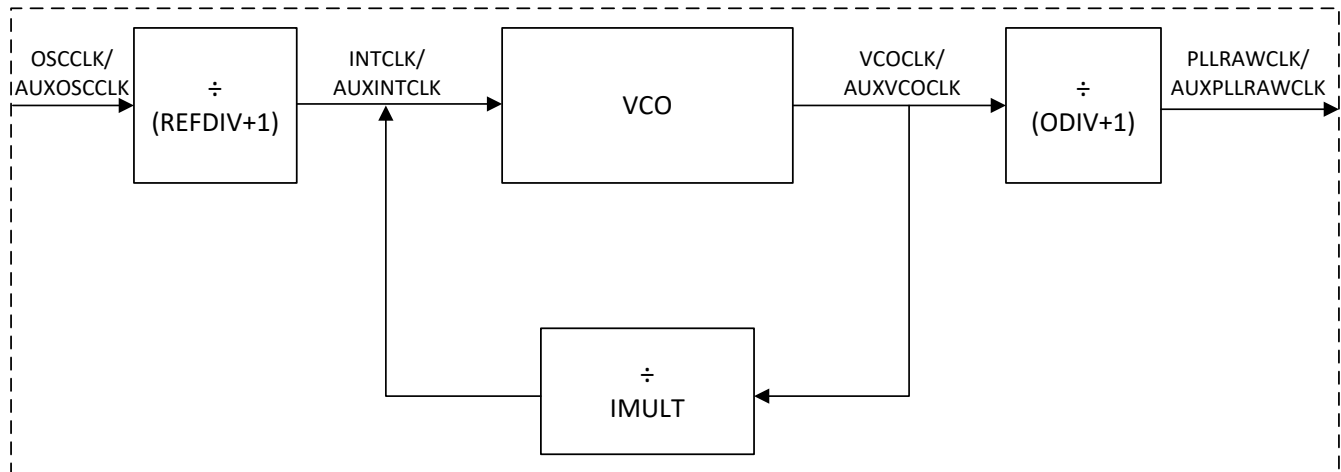 OSCCLK/
AUXOSCCLK
÷
(REFDIV+1)
INTCLK/
AUXINTCLK
VCO
VCOCLK/
AUXVCOCLK
÷
(ODIV+1)
PLLRAWCLK/
AUXPLLRAWCLK
÷
IMULT